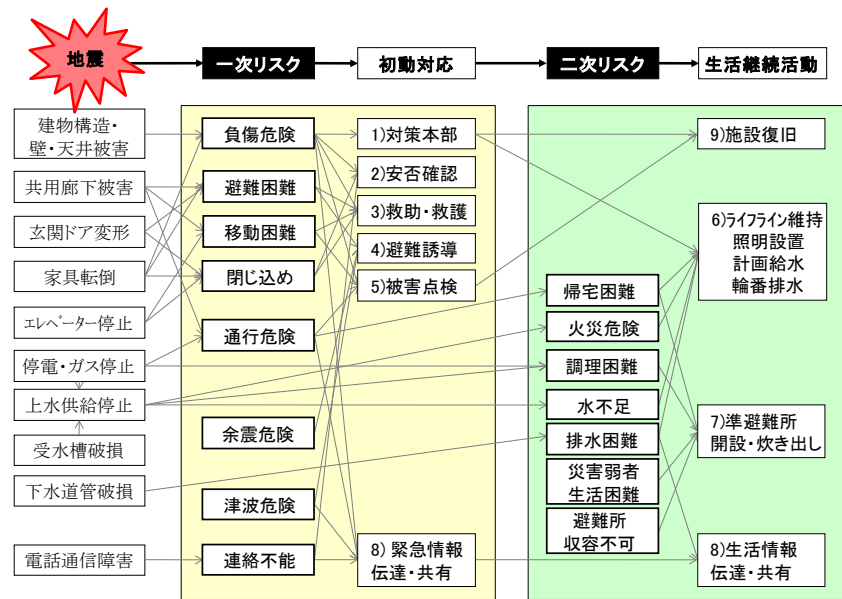 地震
一次リスク
初動対応
二次リスク
生活継続活動
建物構造・
壁・天井被害
共用廊下被害
玄関ドア変形
家具転倒
エレベーター停止
停電・ガス停止
上水供給停止
受水槽破損
下水道管破損
電話通信障害
負傷危険
避難困難
移動困難
閉じ込め
通行危険
余震危険
津波危険
連絡不能
1)対策本部
2)安否確認
3)救助・救護
4)避難誘導
5)被害点検
8) 緊急情報
伝達・共有
帰宅困難
火災危険
調理困難
水不足
排水困難
災害弱者
生活困難
避難所
収容不可
9)施設復旧
6)ライフライン維持
照明設置
計画給水
輪番排水
7)準避難所
開設・炊き出し
8)生活情報
伝達・共有